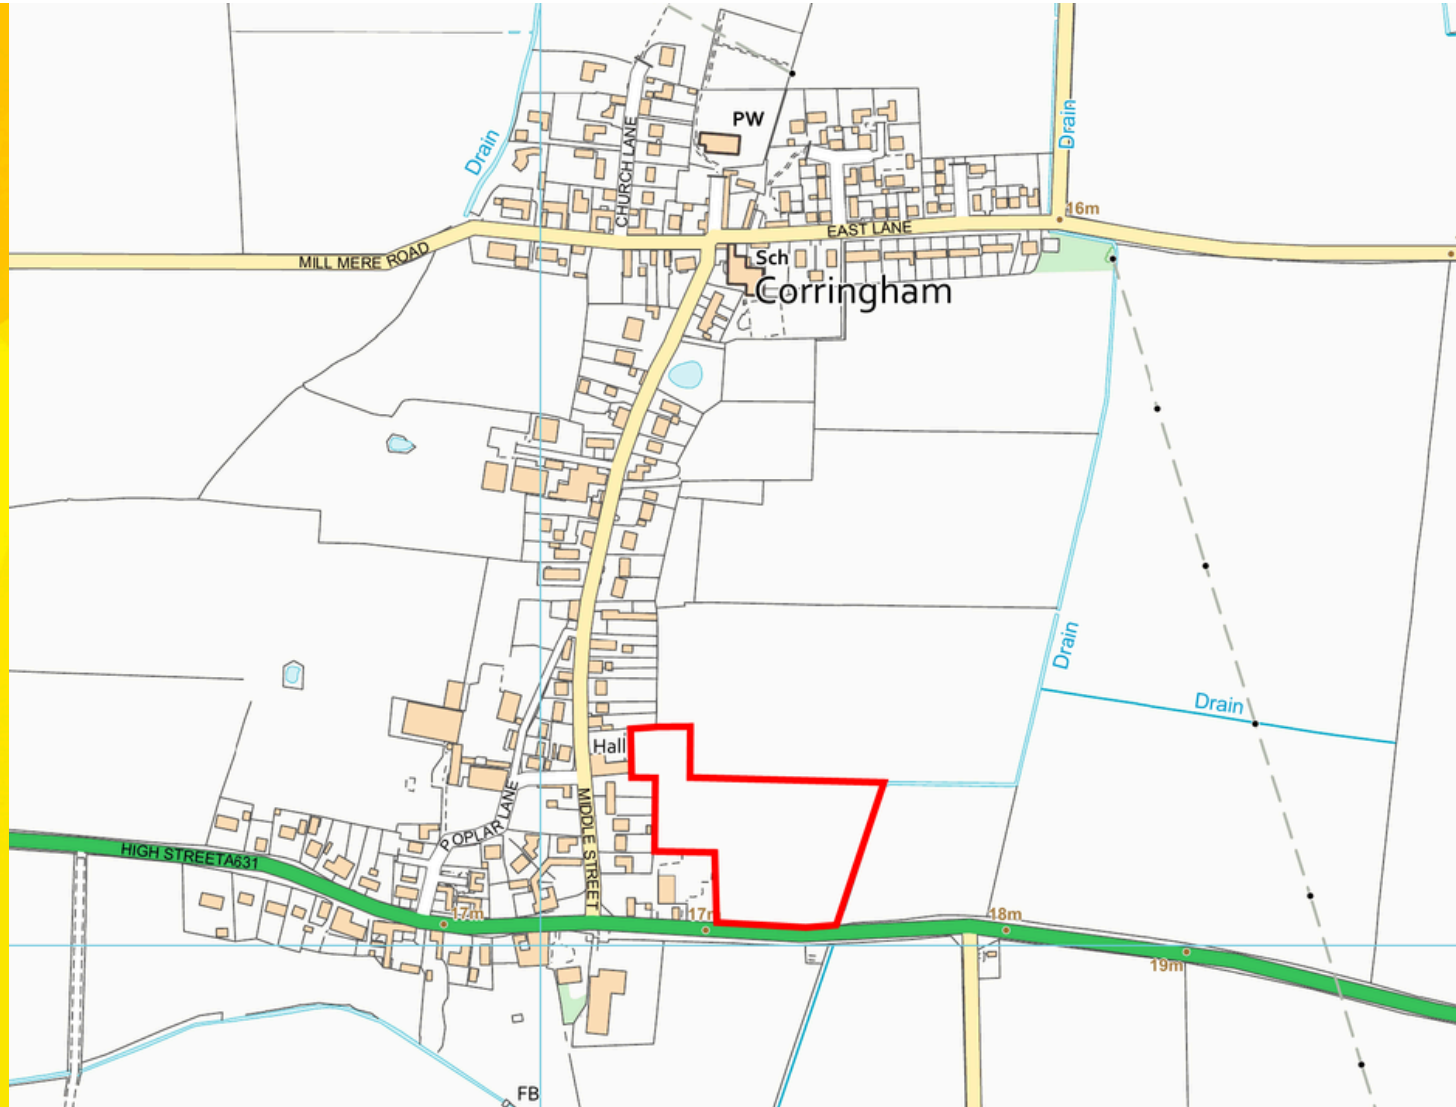 PW
Drain
Drain
CHURCH LANE
16m
EAST LANE
MILL MERE ROAD
Sch
Corringham
Drain
Drain
Hall
POPLAR LANE
MIDDLE STREET
HIGH STREETA631
17m
17m
18m
19m
FB